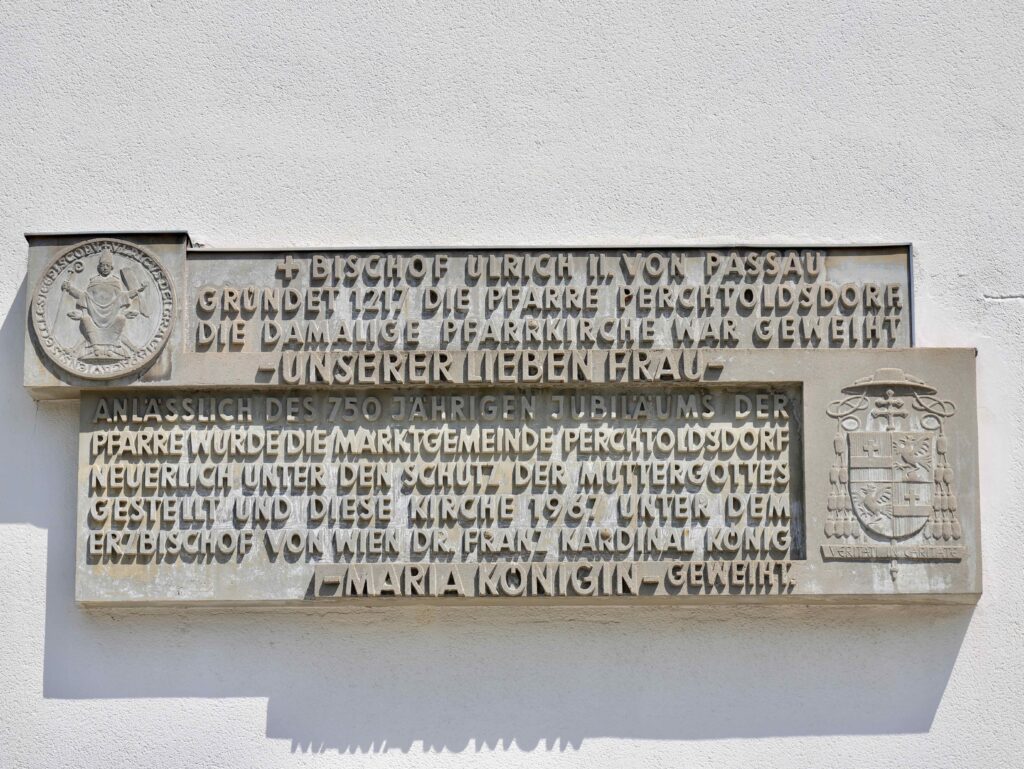 + BISCHOF ULRICH II. VON PASSAU
GRÜNDET 1217 DIE PFARRE PERCHTOLDSDORF.
DIE DAMALIGE PFARRKIRCHE WAR GEWEIHT
-UNSERER LIEBEN FRAU-
ANLÄSSLICH DES 750 JÄHRIGEN JUBILÄUMS DER
PFARRE WURDE DIE MARKTGEMEINDE PERCHTOLDSDORF
NEUERLICH UNTER DEN SCHUTZ DER MUTTERGOTTES
GESTELLT UND DIESE KIRCHE 1967 UNTER DEM
ERZBISCHOF VON WIEN DR. FRANZ KARDINAL KÖNIG
-MARIA KÖNIGIN- GEWEIHT.
VERITATI IN CARITATE